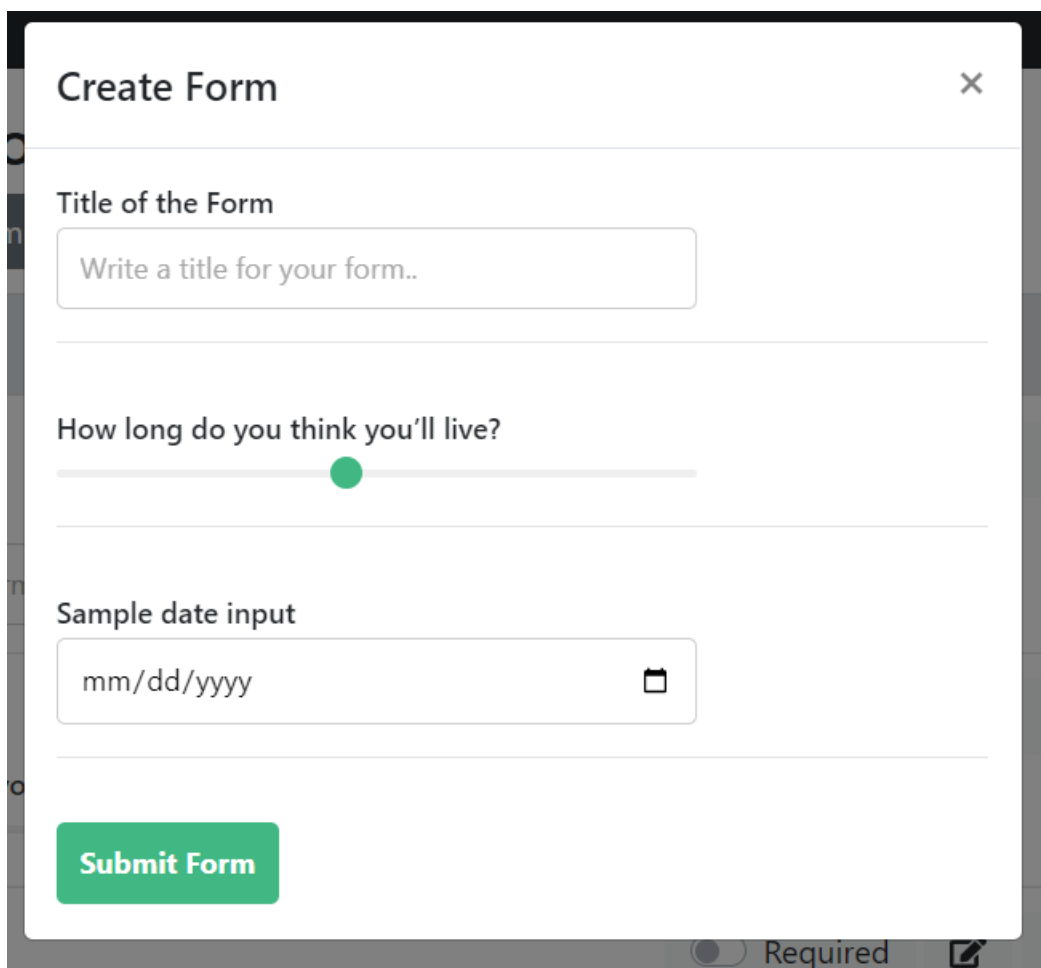 Create Form
×
Title of the Form
Write a title for your form..
How long do you think you’ll live?
Sample date input
mm/dd/yyyy
Submit Form
Required